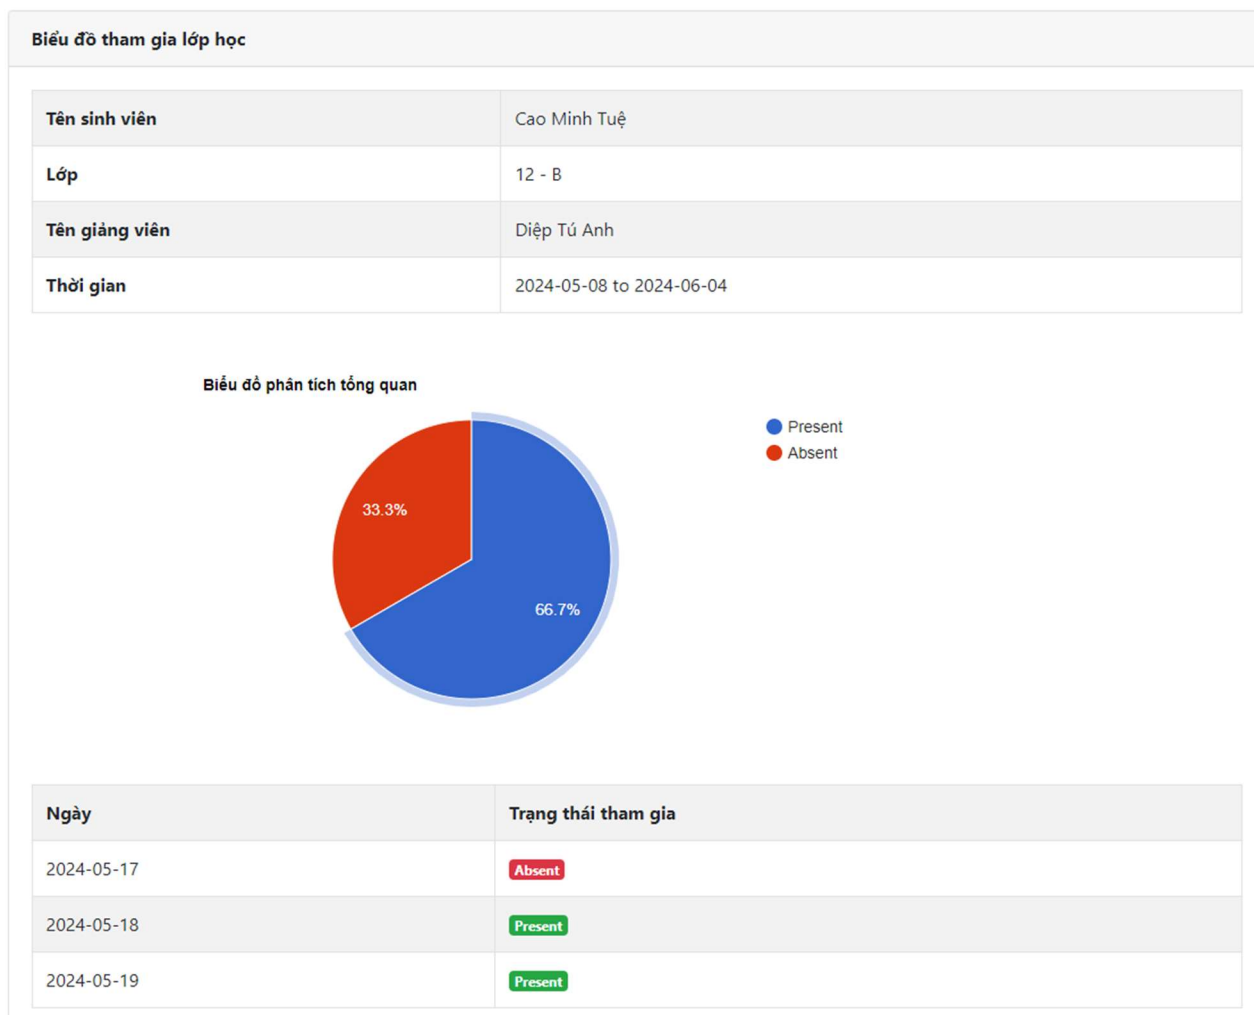 Biểu đồ tham gia lớp học
Tên sinh viên Cao Minh Tuệ
Lớp 12 - B
Tên giảng viên Diệp Tú Anh
Thời gian 2024-05-08 to 2024-06-04
Biểu đồ phân tích tổng quan
Present
Absent
33.3%
66.7%
Ngày Trạng thái tham gia
2024-05-17 Absent
2024-05-18 Present
2024-05-19 Present